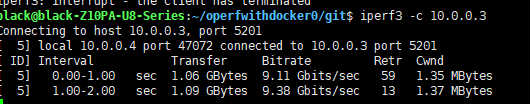 iperf3: interrupt - the client has terminated
black@black-Z10PA-U8-Series:~/operfwithdocker0/git$ iperf3 -c 10.0.0.3
Connecting to host 10.0.0.3, port 5201
[  5] local 10.0.0.4 port 47072 connected to 10.0.0.3 port 5201
[ ID] Interval           Transfer     Bitrate         Retr  Cwnd
[  5]   0.00-1.00   sec  1.06 GBytes  9.11 Gbits/sec   59   1.35 MBytes
[  5]   1.00-2.00   sec  1.09 GBytes  9.38 Gbits/sec   13   1.37 MBytes